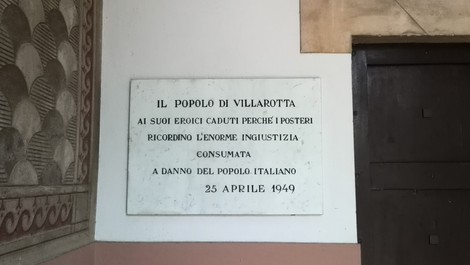 IL POPOLO DI VILLAROTTA
AI SUOI EROICI CADUTI PERCHÈ I POSTERI
RICORDINO L'ENORME INGIUSTIZIA
CONSUMATA
A DANNO DEL POPOLO ITALIANO
25 APRILE 1949